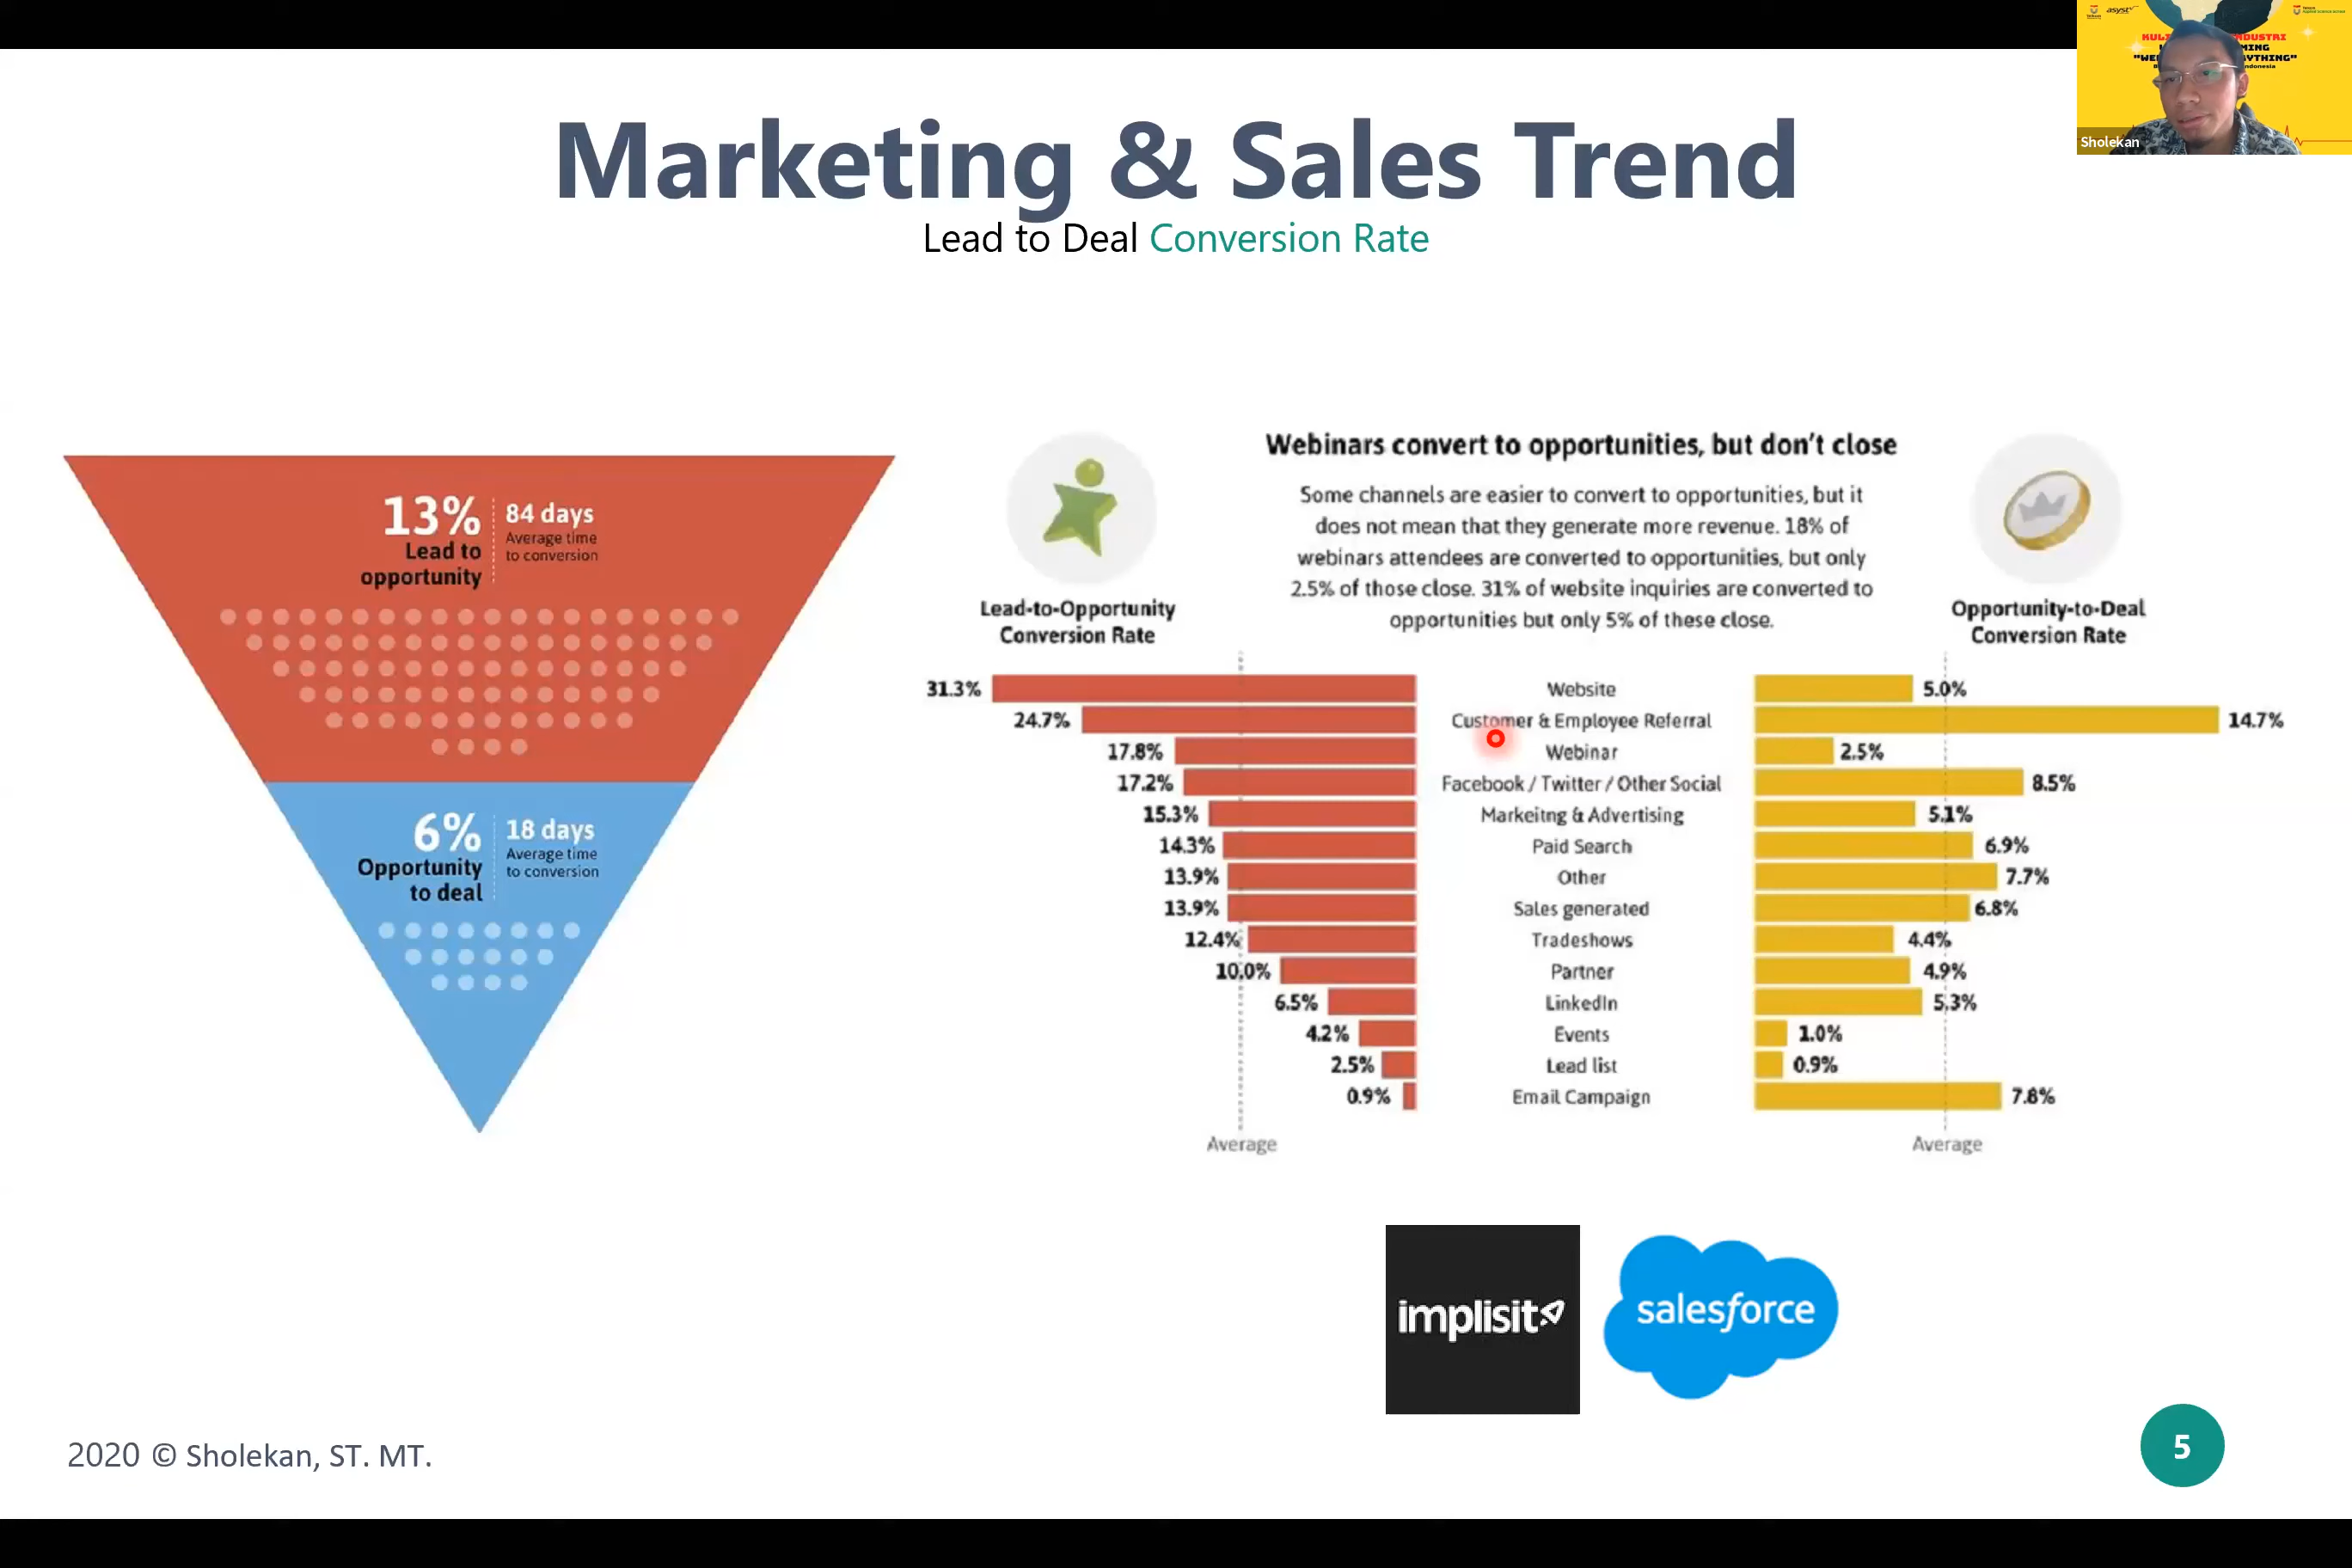 Marketing & Sales Trend
Lead to Deal Conversion Rate
asyst
Sholekan
13%
Lead to
opportunity
84 days
Average time
to conversion
6%
Opportunity
to deal
18 days
Average time
to conversion
Webinars convert to opportunities, but don't close
Some channels are easier to convert to opportunities, but it
does not mean that they generate more revenue. 18% of
webinars attendees are converted to opportunities, but only
2.5% of those close. 31% of website inquiries are converted to
opportunities but only 5% of these close.
Lead-to-Opportunity
Conversion Rate
Opportunity-to-Deal
Conversion Rate
31.3% Website 5.0%
24.7% Customer & Employee Referral 14.7%
17.8% Webinar 2.5%
17.2% Facebook / Twitter / Other Social 8.5%
15.3% Markeitng & Advertising 5.1%
14.3% Paid Search 6.9%
13.9% Other 7.7%
13.9% Sales generated 6.8%
12.4% Tradeshows 4.4%
10.0% Partner 4.9%
6.5% LinkedIn 5.3%
4.2% Events 1.0%
2.5% Lead list 0.9%
0.9% Email Campaign 7.8%
Average Average
implisit
salesforce
2020 © Sholekan, ST. MT.
5